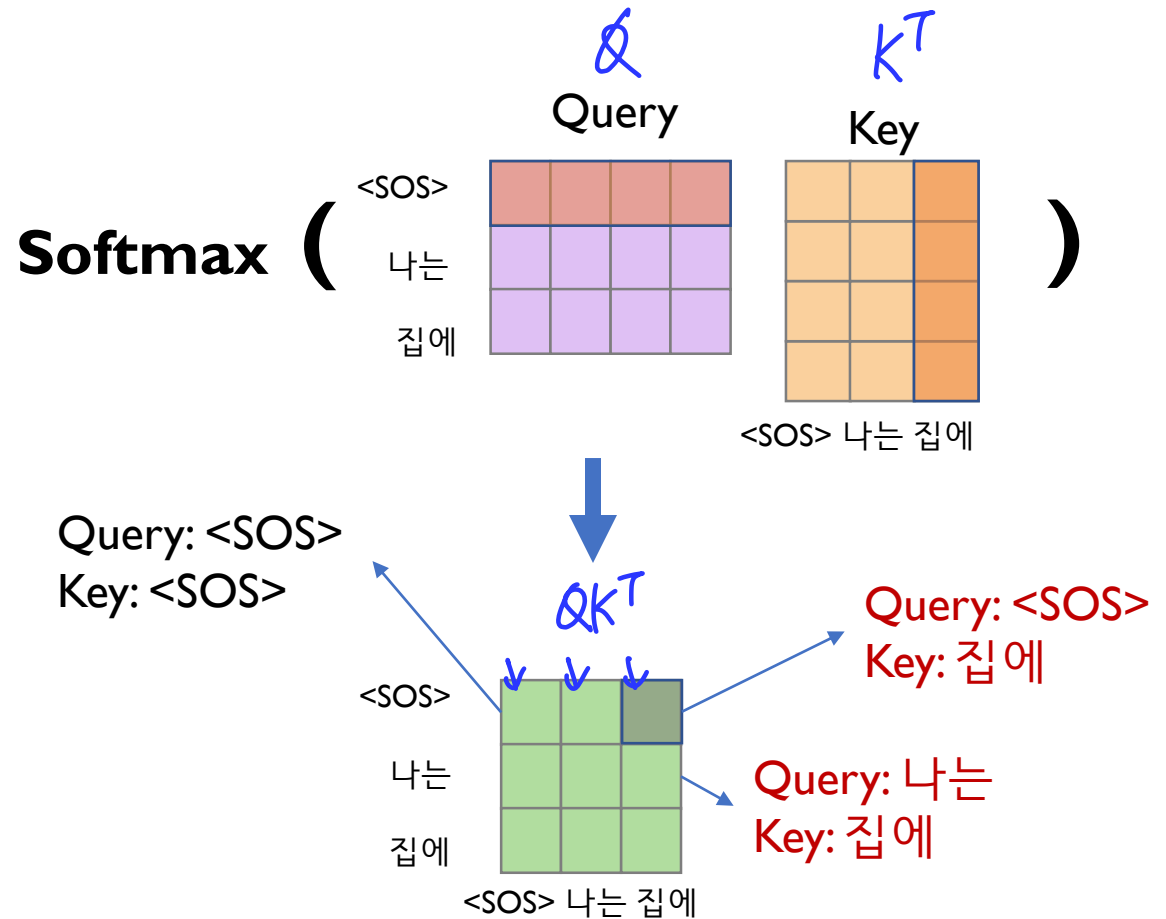 Q
K^T
Query
Key
Softmax (
<SOS>
나는
집에
)
<SOS> 나는 집에
Query: <SOS>
Key: <SOS>
QK^T
Query: <SOS>
Key: 집에
<SOS>
나는
집에
Query: 나는
Key: 집에
<SOS> 나는 집에